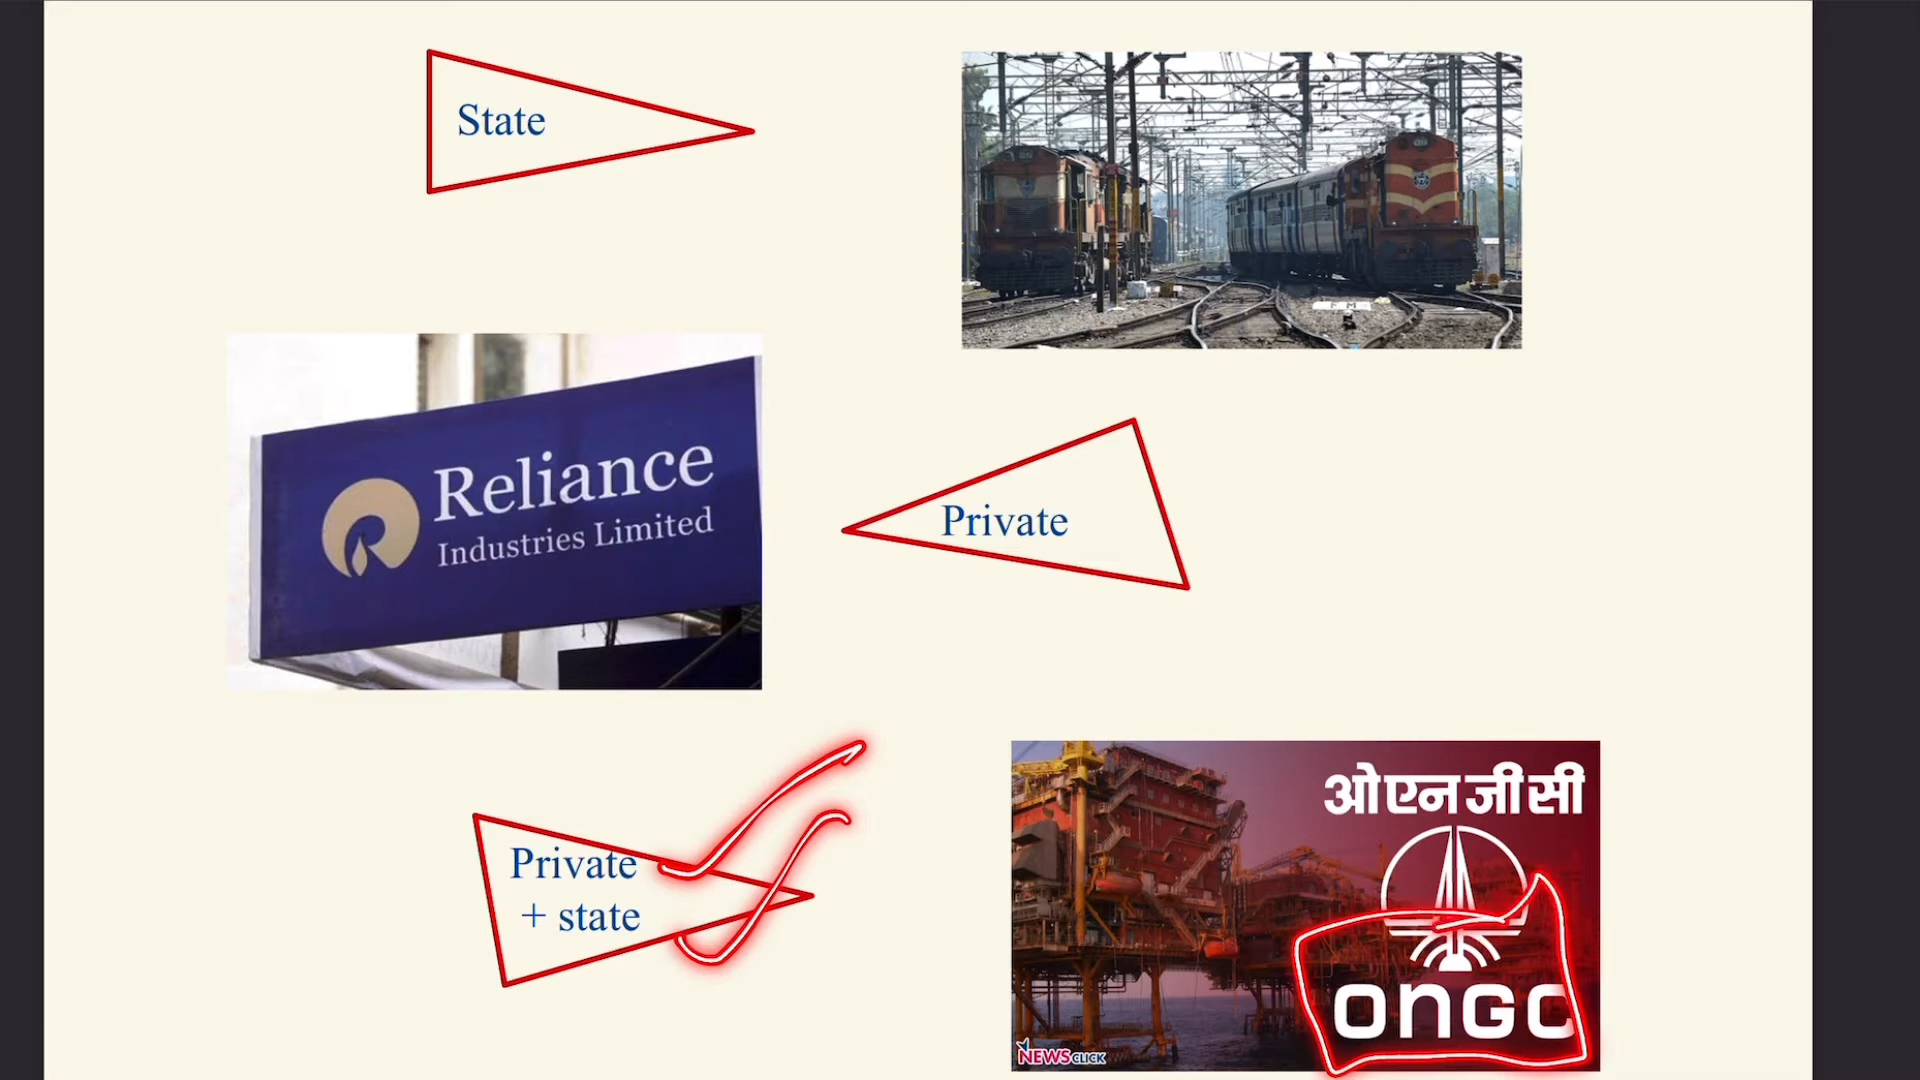 State
F M
Reliance
Industries Limited
Private
Private
+ state
ओएनजीसी
ONGC
NEWSCLICK